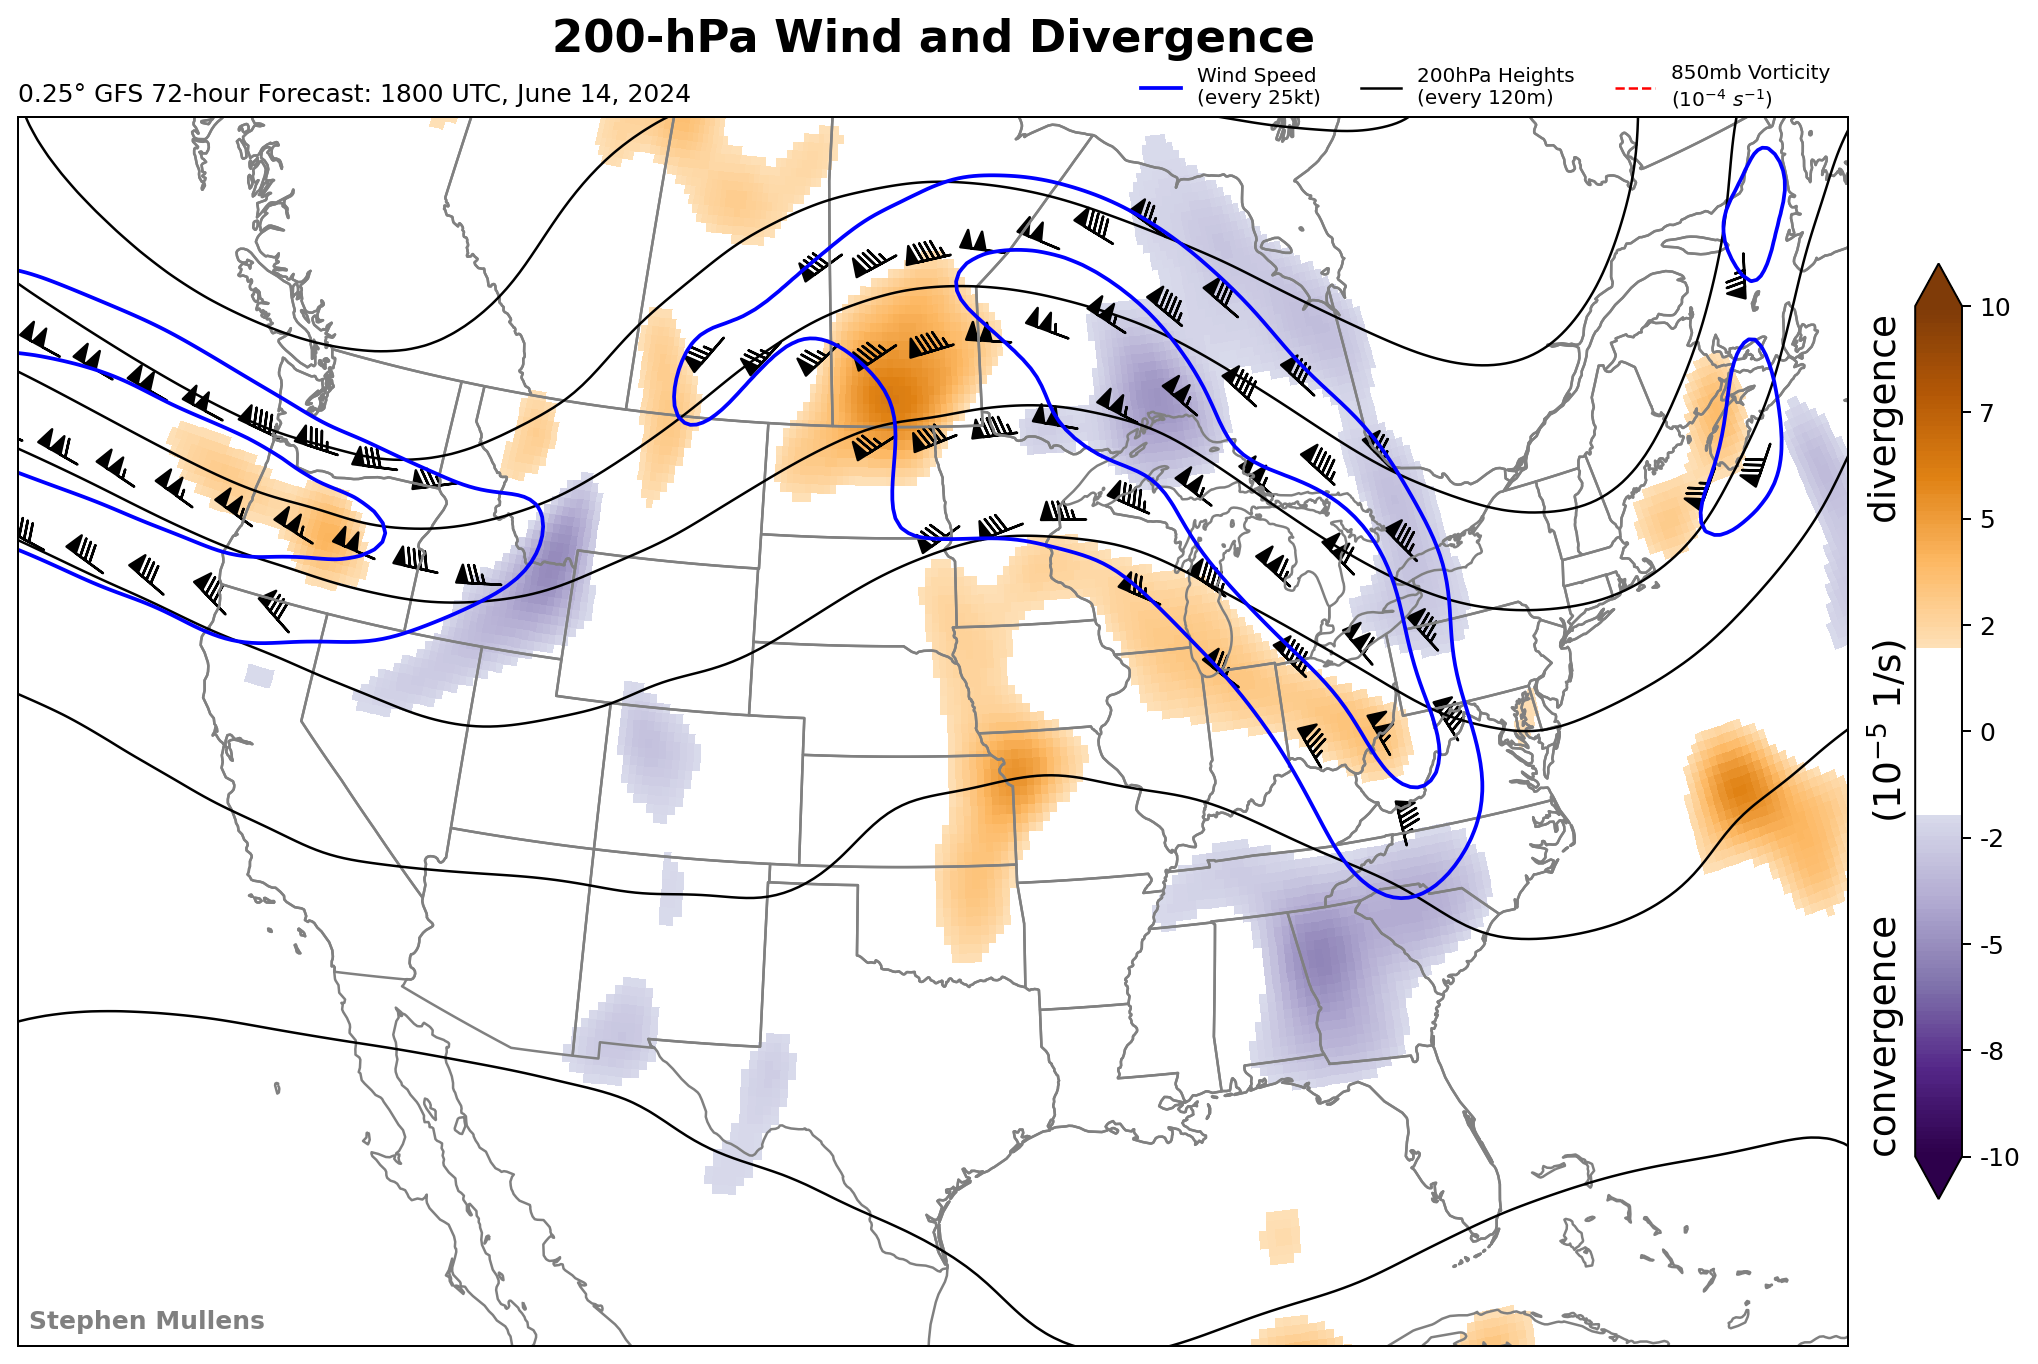 200-hPa Wind and Divergence
0.25° GFS 72-hour Forecast: 1800 UTC, June 14, 2024
Wind Speed
(every 25kt)
200hPa Heights
(every 120m)
850mb Vorticity
(10⁻⁴ s⁻¹)
10
7
5
2
0
-2
-5
-8
-10
convergence (10⁻⁵ 1/s) divergence
Stephen Mullens